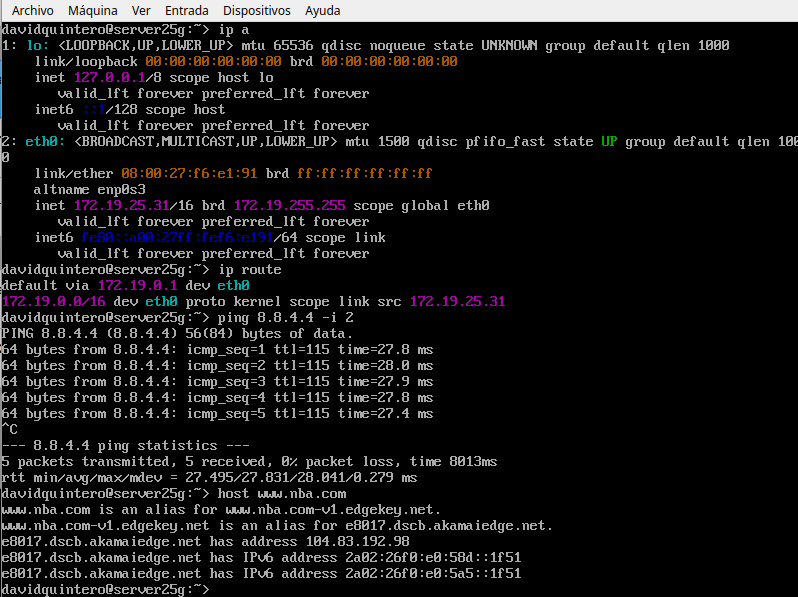 Archivo Máquina Ver Entrada Dispositivos Ayuda
davidquintero@server25g:~> ip a
1: lo: <LOOPBACK,UP,LOWER_UP> mtu 65536 qdisc noqueue state UNKNOWN group default qlen 1000
link/loopback 00:00:00:00:00:00 brd 00:00:00:00:00:00
inet 127.0.0.1/8 scope host lo
valid_lft forever preferred_lft forever
inet6 ::1/128 scope host
valid_lft forever preferred_lft forever
2: eth0: <BROADCAST,MULTICAST,UP,LOWER_UP> mtu 1500 qdisc pfifo_fast state UP group default qlen 100
0
link/ether 08:00:27:f6:e1:91 brd ff:ff:ff:ff:ff:ff
altname enp0s3
inet 172.19.25.31/16 brd 172.19.255.255 scope global eth0
valid_lft forever preferred_lft forever
inet6 fe80::a00:27ff:fef6:e191/64 scope link
valid_lft forever preferred_lft forever
davidquintero@server25g:~> ip route
default via 172.19.0.1 dev eth0
172.19.0.0/16 dev eth0 proto kernel scope link src 172.19.25.31
davidquintero@server25g:~> ping 8.8.4.4 -i 2
PING 8.8.4.4 (8.8.4.4) 56(84) bytes of data.
64 bytes from 8.8.4.4: icmp_seq=1 ttl=115 time=27.8 ms
64 bytes from 8.8.4.4: icmp_seq=2 ttl=115 time=28.0 ms
64 bytes from 8.8.4.4: icmp_seq=3 ttl=115 time=27.9 ms
64 bytes from 8.8.4.4: icmp_seq=4 ttl=115 time=27.8 ms
64 bytes from 8.8.4.4: icmp_seq=5 ttl=115 time=27.4 ms
^C
--- 8.8.4.4 ping statistics ---
5 packets transmitted, 5 received, 0% packet loss, time 8013ms
rtt min/avg/max/mdev = 27.495/27.831/28.041/0.279 ms
davidquintero@server25g:~> host www.nba.com
www.nba.com is an alias for www.nba.com-v1.edgekey.net.
www.nba.com-v1.edgekey.net is an alias for e8017.dscb.akamaiedge.net.
e8017.dscb.akamaiedge.net has address 104.83.192.98
e8017.dscb.akamaiedge.net has IPv6 address 2a02:26f0:e0:58d::1f51
e8017.dscb.akamaiedge.net has IPv6 address 2a02:26f0:e0:5a5::1f51
davidquintero@server25g:~>